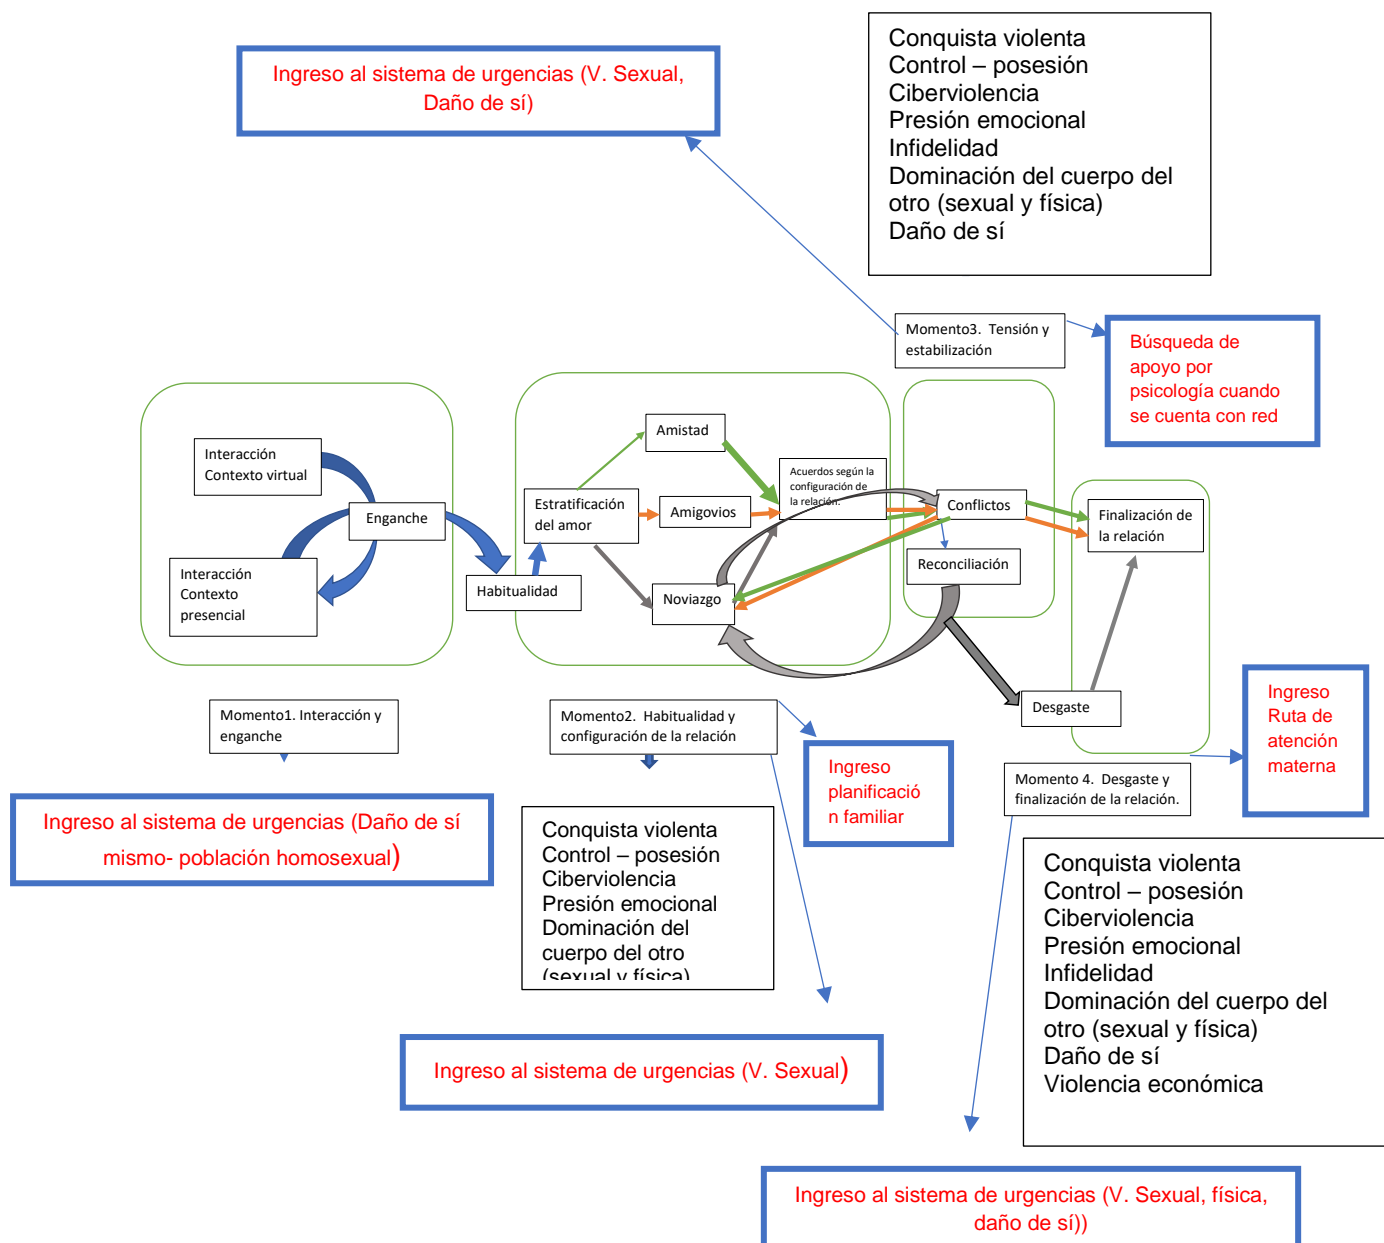 Conquista violenta
Control – posesión
Ciberviolencia
Presión emocional
Infidelidad
Dominación del cuerpo del
otro (sexual y física)
Daño de sí
Ingreso al sistema de urgencias (V. Sexual,
Daño de sí)
Momento3. Tensión y
estabilización
Búsqueda de
apoyo por
psicología cuando
se cuenta con red
Interacción
Contexto virtual
Enganche
Interacción
Contexto
presencial
Habitualidad
Estratificación
del amor
Amistad
Amigovios
Noviazgo
Acuerdos según la
configuración de
la relación.
Conflictos
Reconciliación
Finalización de
la relación
Desgaste
Momento1. Interacción y
enganche
Momento2. Habitualidad y
configuración de la relación
Ingreso
planificació
n familiar
Momento 4. Desgaste y
finalización de la relación.
Ingreso
Ruta de
atención
materna
Ingreso al sistema de urgencias (Daño de sí
mismo- población homosexual)
Conquista violenta
Control – posesión
Ciberviolencia
Presión emocional
Dominación del
cuerpo del otro
(sexual y física)
Conquista violenta
Control – posesión
Ciberviolencia
Presión emocional
Infidelidad
Dominación del cuerpo del
otro (sexual y física)
Daño de sí
Violencia económica
Ingreso al sistema de urgencias (V. Sexual)
Ingreso al sistema de urgencias (V. Sexual, física,
daño de sí))